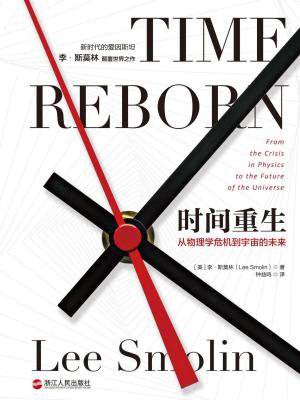 新时代的爱因斯坦
李·斯莫林 颠覆世界之作
TIME
REBORN
From
the Crisis
in Physics
to the Future
of the Universe
时间重生
从物理学危机到宇宙的未来
[美]李·斯莫林(Lee Smolin)◎著
钟益鸣◎译
Lee Smolin
浙江人民出版社